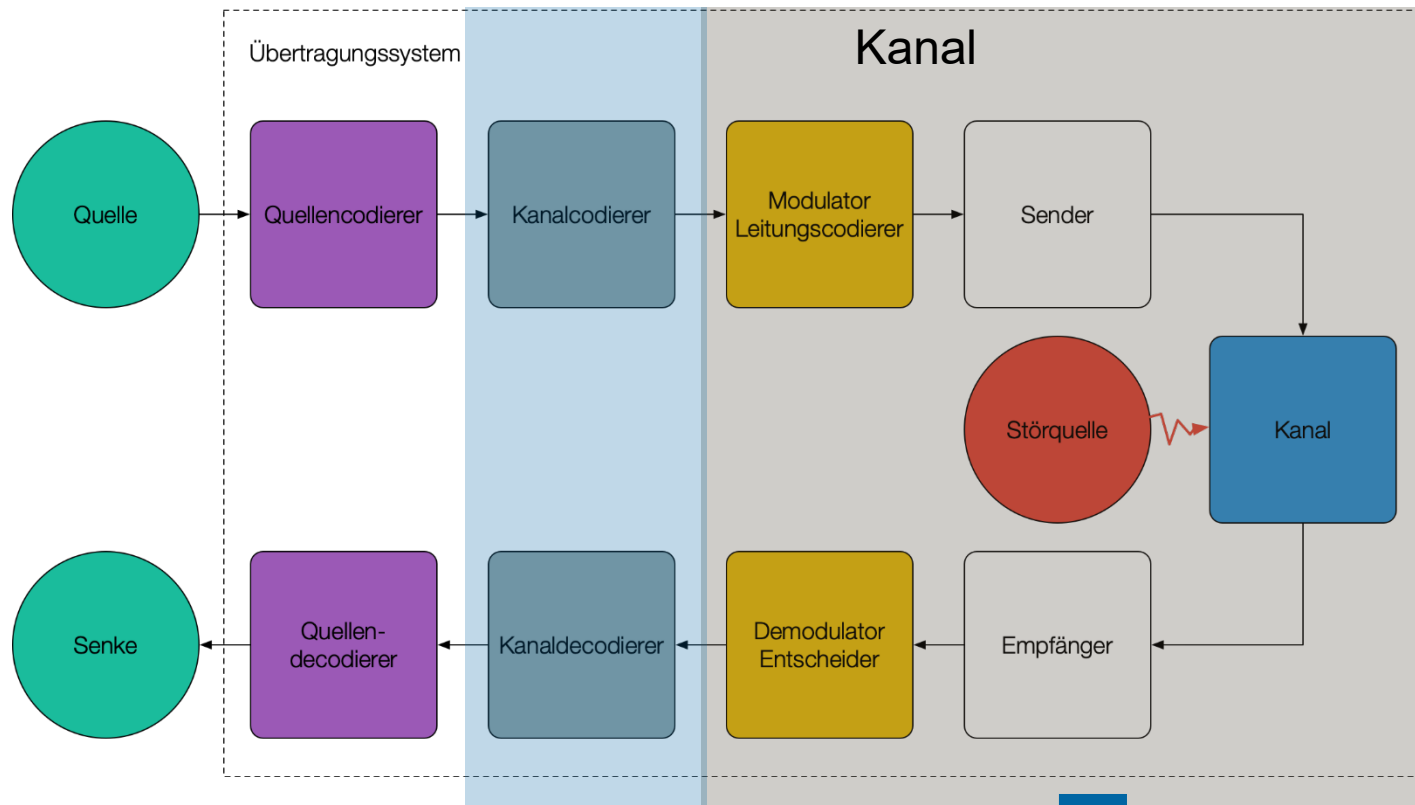 Übertragungssystem
Kanal
Quelle
Quellencodierer
Kanalcodierer
Modulator
Leitungscodierer
Sender
Störquelle
Kanal
Senke
Quellen-
decodierer
Kanaldecodierer
Demodulator
Entscheider
Empfänger